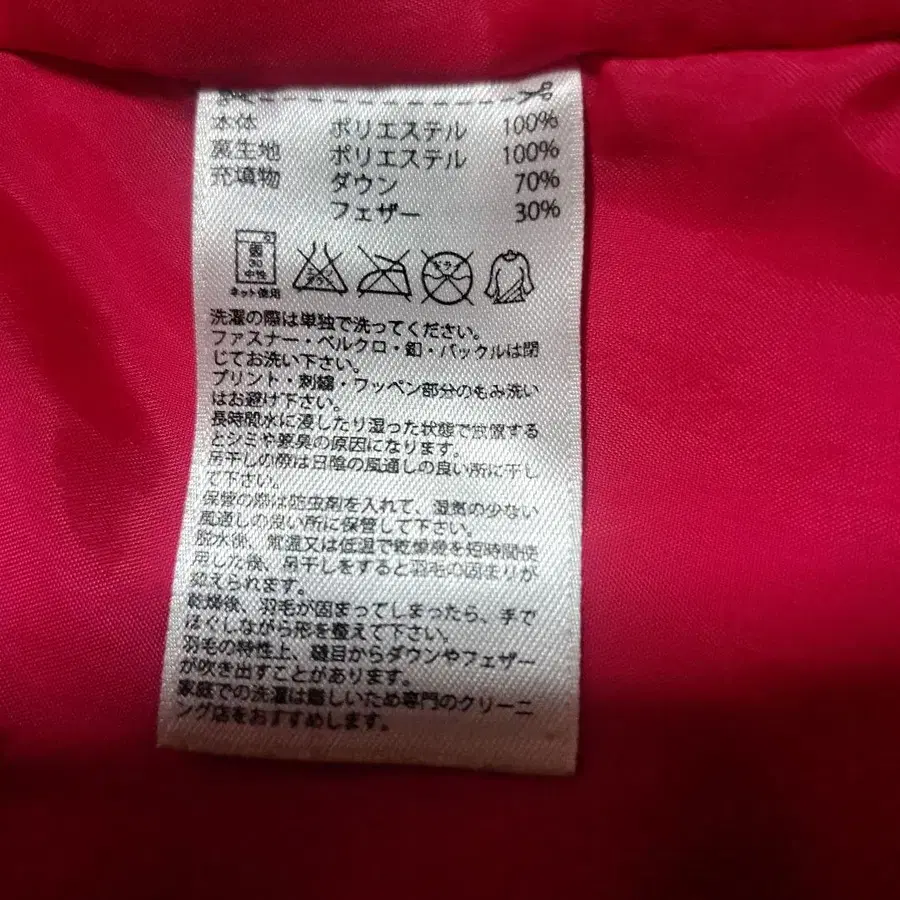 本体 ポリエステル 100%
裏生地 ポリエステル 100%
充填物 ダウン 70%
フェザー 30%
弱 30 中性 エンソサラシ ドライ
ネット使用
洗濯の際は単独で洗ってください。
ファスナー・ベルクロ・釦・バックルは閉
じてお洗い下さい。
プリント・刺繍・ワッペン部分のもみ洗い
はお避け下さい。
長時間水に浸したり湿った状態で放置する
とシミや異臭の原因になります。
吊干しの際は日陰の風通しの良い所に干し
て下さい。
保管の際は防虫剤を入れて、湿気の少ない
風通しの良い所に保管して下さい。
脱水後、常温又は低温で乾燥機を短時間使
用した後、吊干しをすると羽毛の固まりが
抑えられます。
乾燥後、羽毛が固まってしまったら、手で
ほぐしながら形を整えて下さい。
羽毛の特性上、縫目からダウンやフェザー
が吹き出すことがあります。
家庭での洗濯は難しいため専門のクリーニ
ング店をおすすめします。